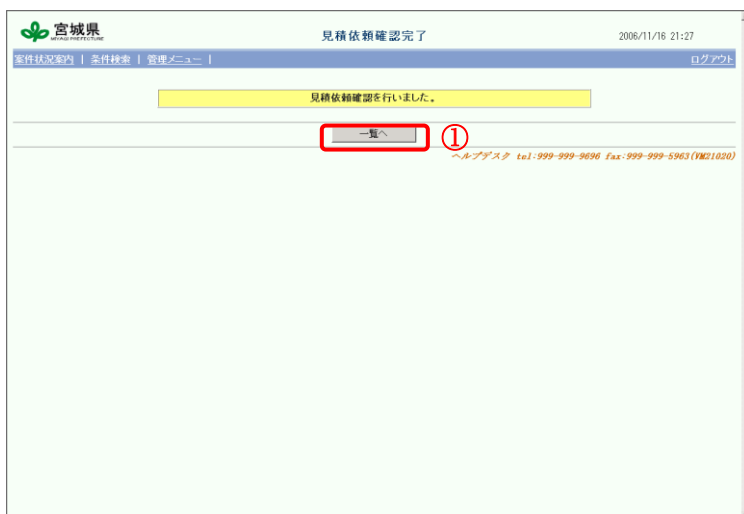 宮城県
MIYAGI PREFECTURE
見積依頼確認完了
2006/11/16 21:27
案件状況案内 | 条件検索 | 管理メニュー |
ログアウト
見積依頼確認を行いました。
一覧へ
①
ヘルプデスク tel:999-999-9696 fax:999-999-5963(VM21020)